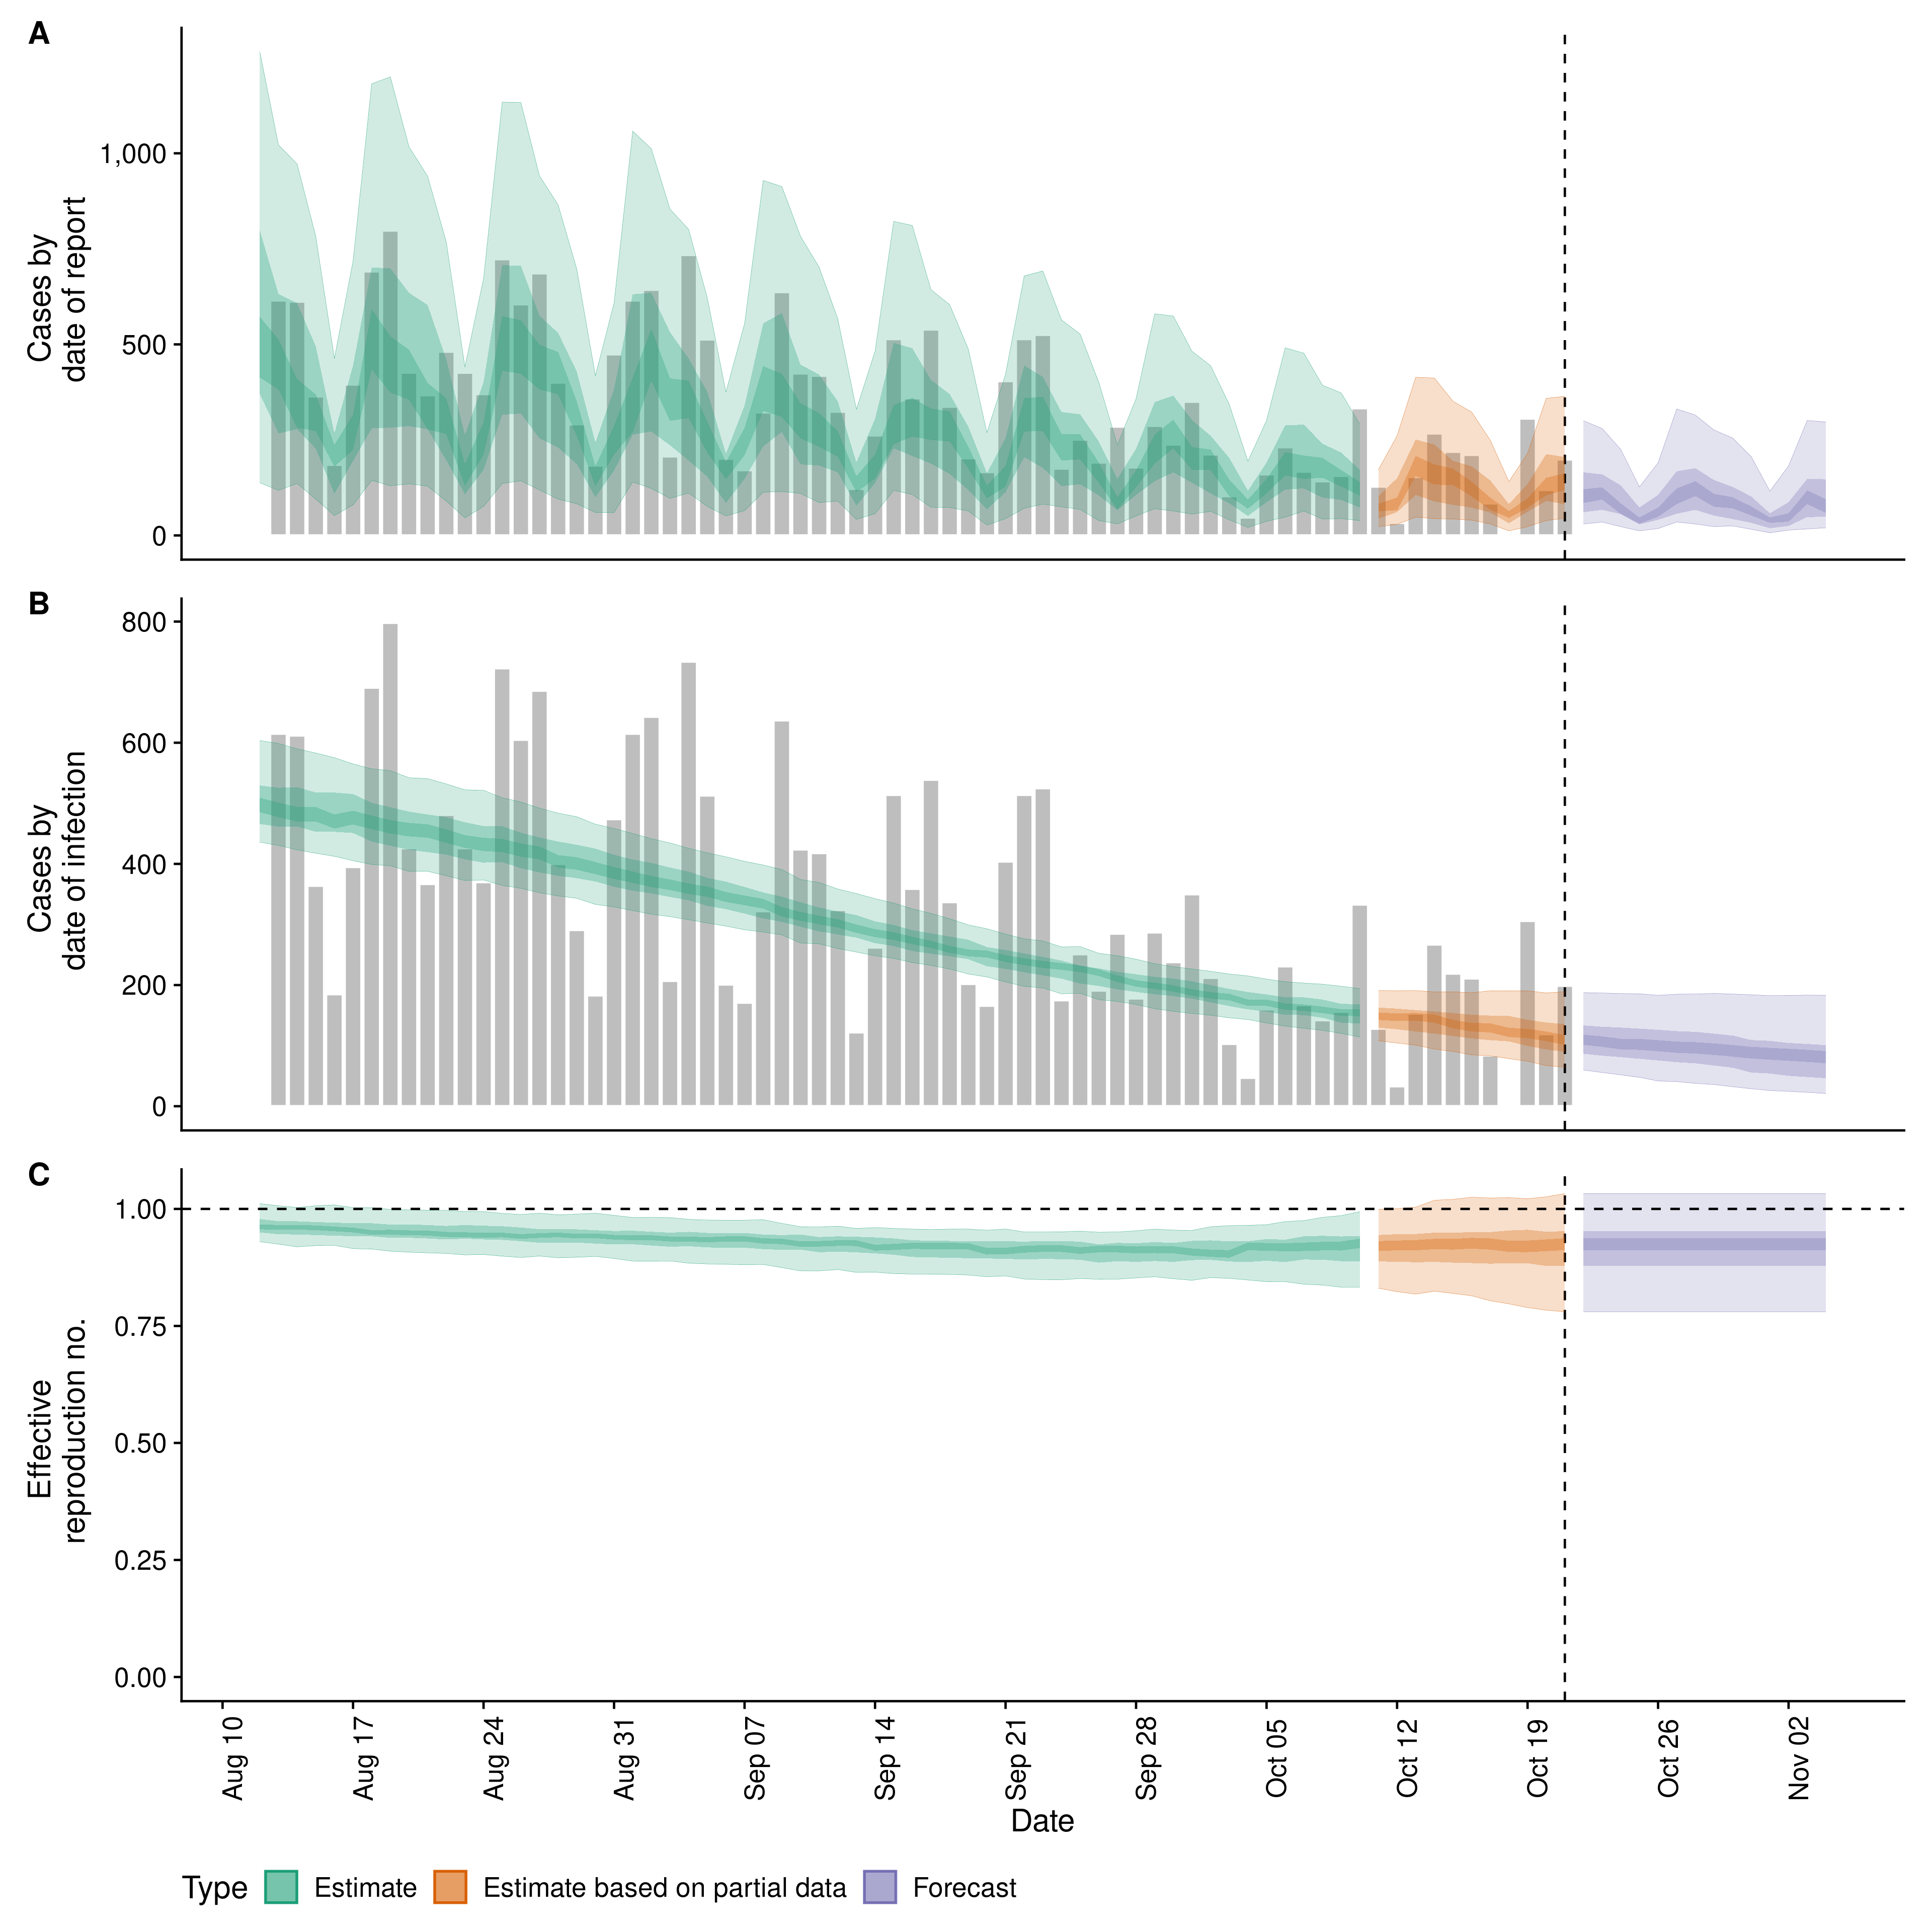 A
Cases by
date of report
1,000
500
0
B
Cases by
date of infection
800
600
400
200
0
C
Effective
reproduction no.
1.00
0.75
0.50
0.25
0.00
Aug 10
Aug 17
Aug 24
Aug 31
Sep 07
Sep 14
Sep 21
Sep 28
Oct 05
Oct 12
Oct 19
Oct 26
Nov 02
Date
Type
Estimate
Estimate based on partial data
Forecast